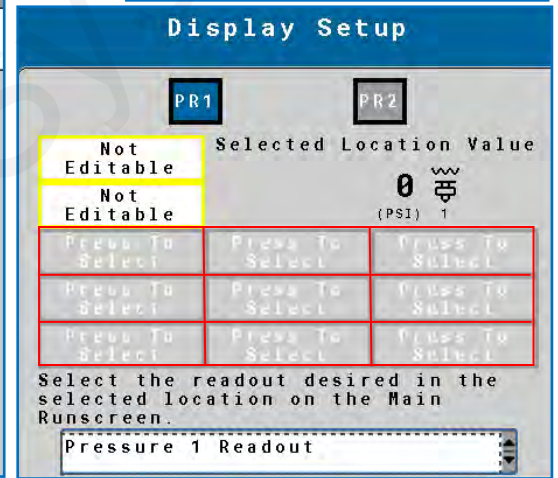 Display Setup
PR1 PR2
Not Editable Selected Location Value
Not Editable 0
(PSI) 1
Press To Select Press To Select Press To Select
Press To Select Press To Select Press To Select
Press To Select Press To Select Press To Select
Select the readout desired in the
selected location on the Main
Runscreen.
Pressure 1 Readout